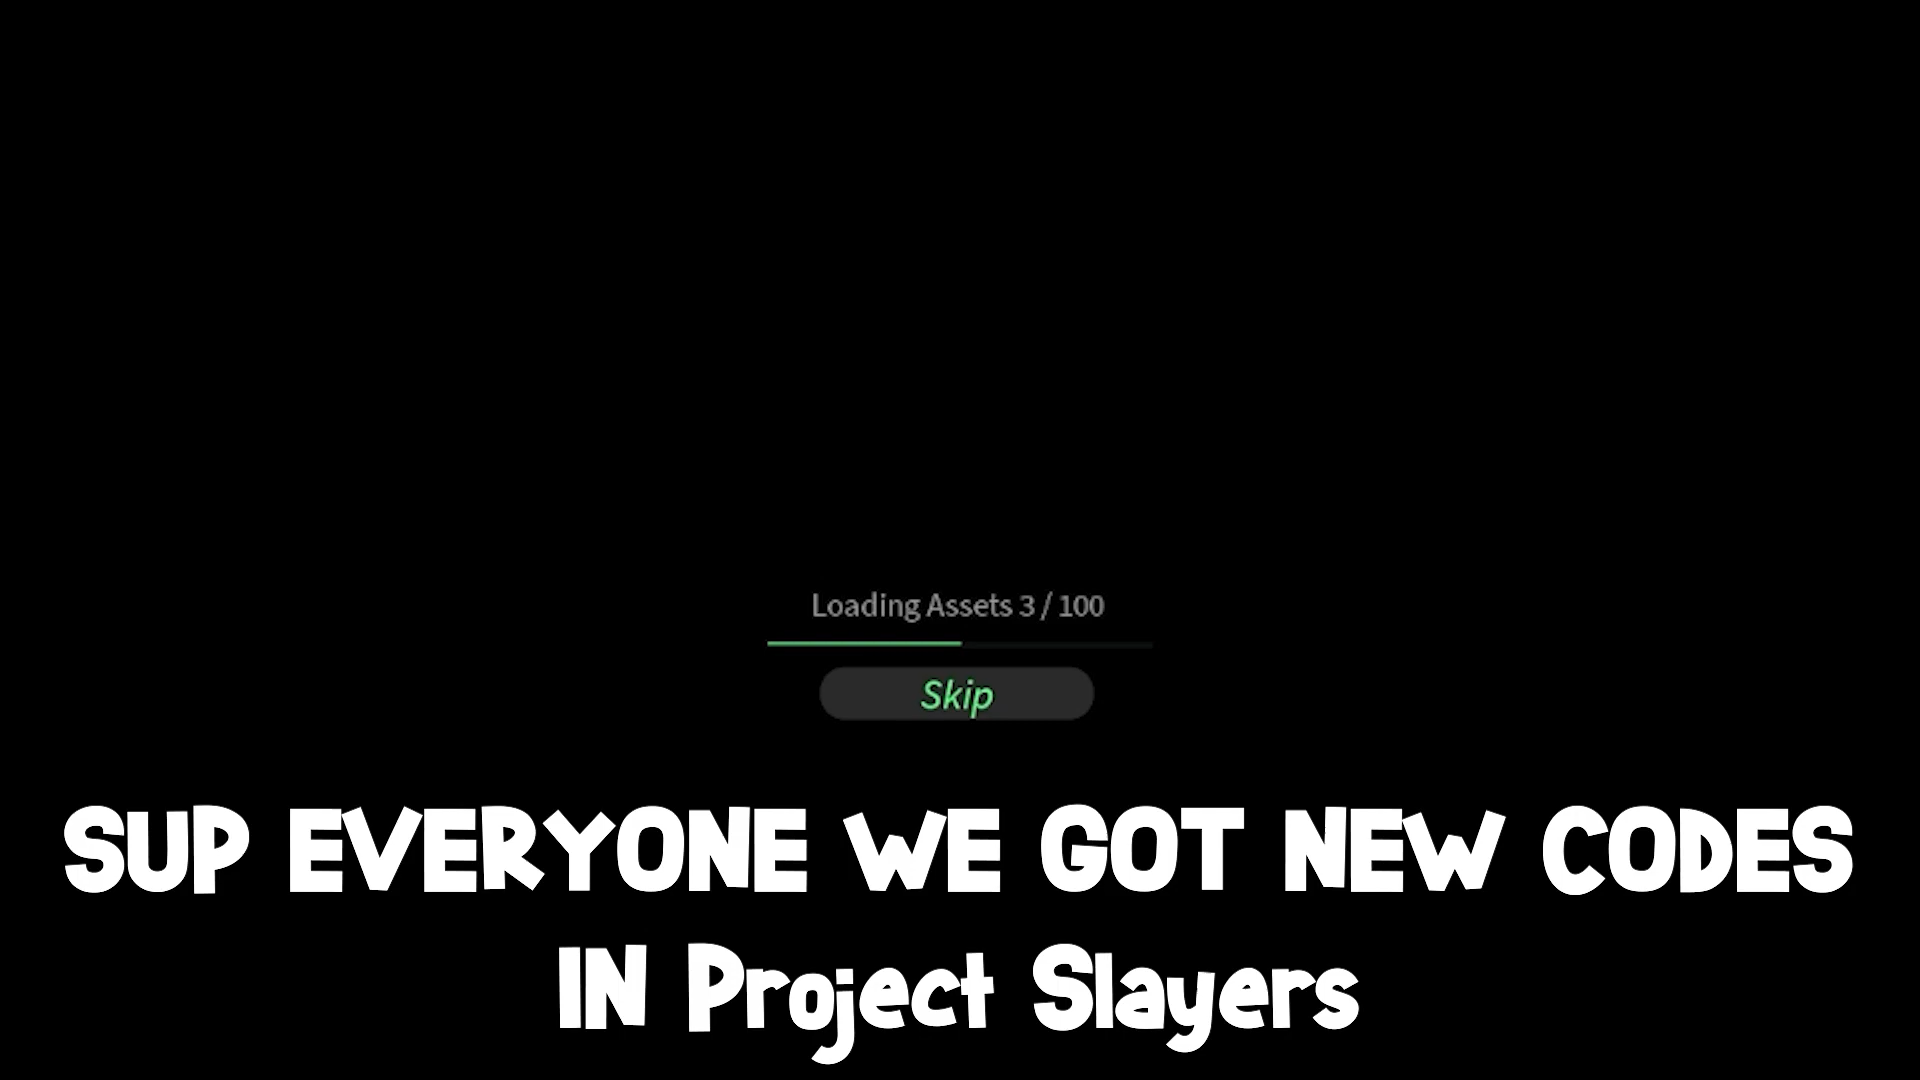 Loading Assets 3 / 100
Skip
SUP EVERYONE WE GOT NEW CODES
IN Project Slayers